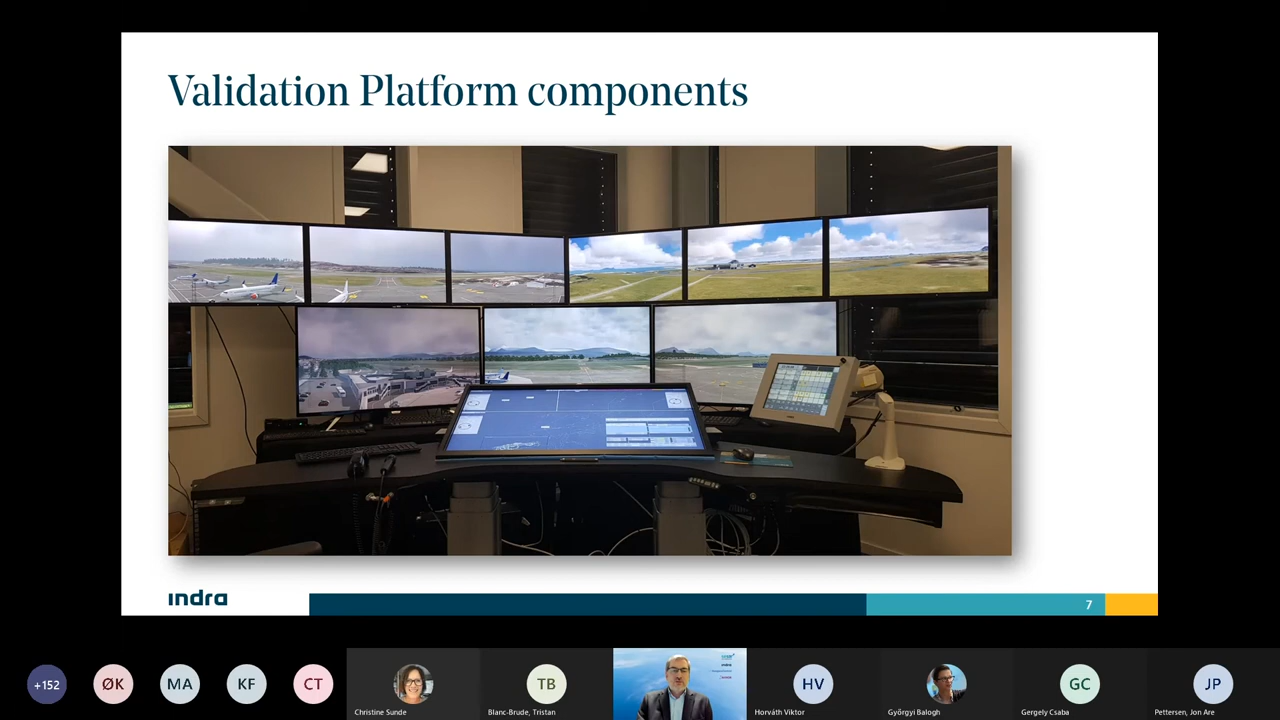 Validation Platform components
indra
7
+152
ØK
MA
KF
CT
Christine Sunde
TB
Blanc-Brude, Tristan
HV
Horváth Viktor
Györgyi Balogh
GC
Gergely Csaba
JP
Pettersen, Jon Are